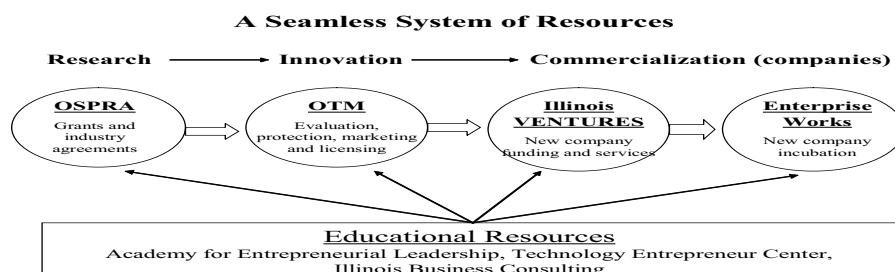 A Seamless System of Resources
Research Innovation Commercialization (companies)
OSPRA
Grants and
industry
agreements
OTM
Evaluation,
protection, marketing
and licensing
Illinois
VENTURES
New company
funding and services
Enterprise
Works
New company
incubation
Educational Resources
Academy for Entrepreneurial Leadership, Technology Entrepreneur Center,
Illinois Business Consulting